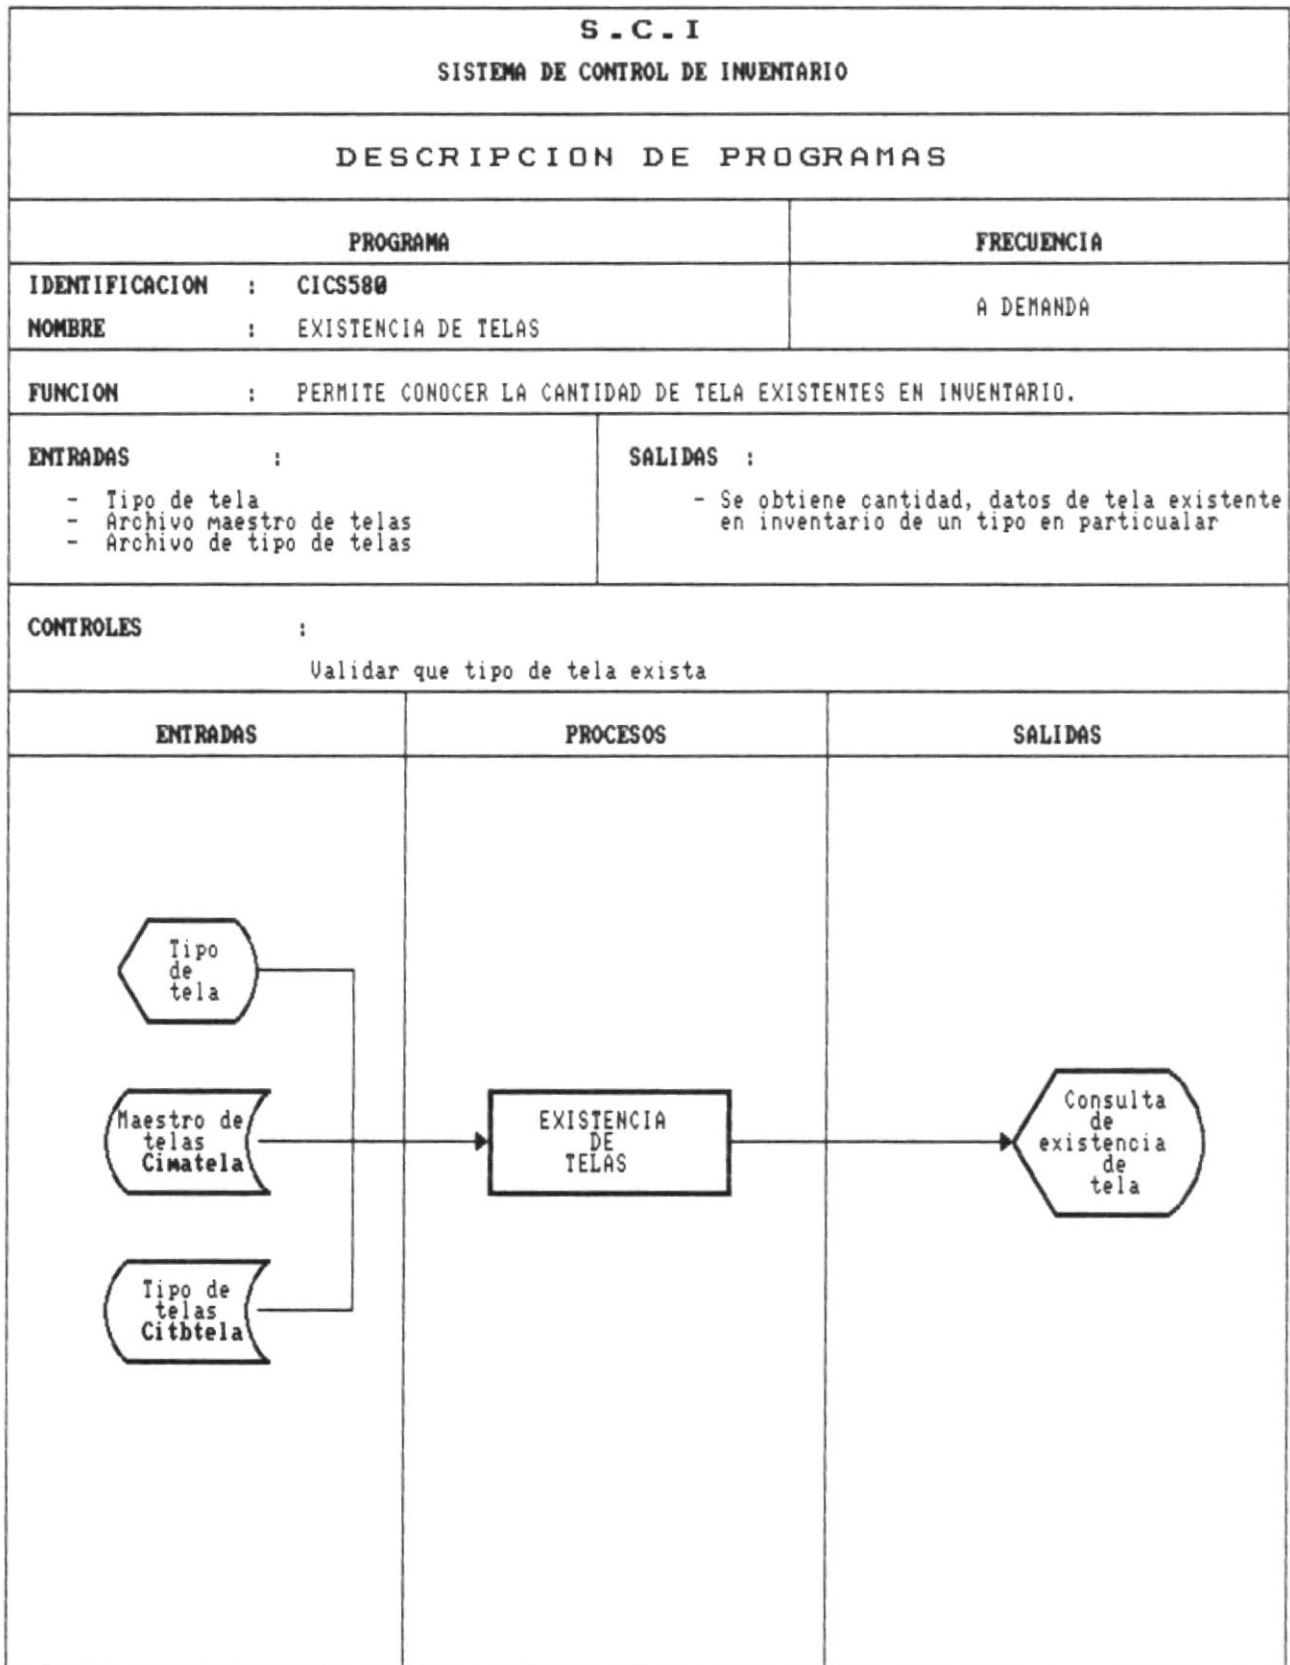 S.C.I
SISTEMA DE CONTROL DE INVENTARIO
DESCRIPCION DE PROGRAMAS
PROGRAMA
FRECUENCIA
IDENTIFICACION : CICS580
NOMBRE : EXISTENCIA DE TELAS
A DEMANDA
FUNCION : PERMITE CONOCER LA CANTIDAD DE TELA EXISTENTES EN INVENTARIO.
ENTRADAS :
- Tipo de tela
- Archivo maestro de telas
- Archivo de tipo de telas
SALIDAS :
- Se obtiene cantidad, datos de tela existente
en inventario de un tipo en particualar
CONTROLES :
Validar que tipo de tela exista
ENTRADAS
PROCESOS
SALIDAS
Tipo
de
tela
Maestro de
telas
Cimatela
Tipo de
telas
Citbtela
EXISTENCIA
DE
TELAS
Consulta
de
existencia
de
tela